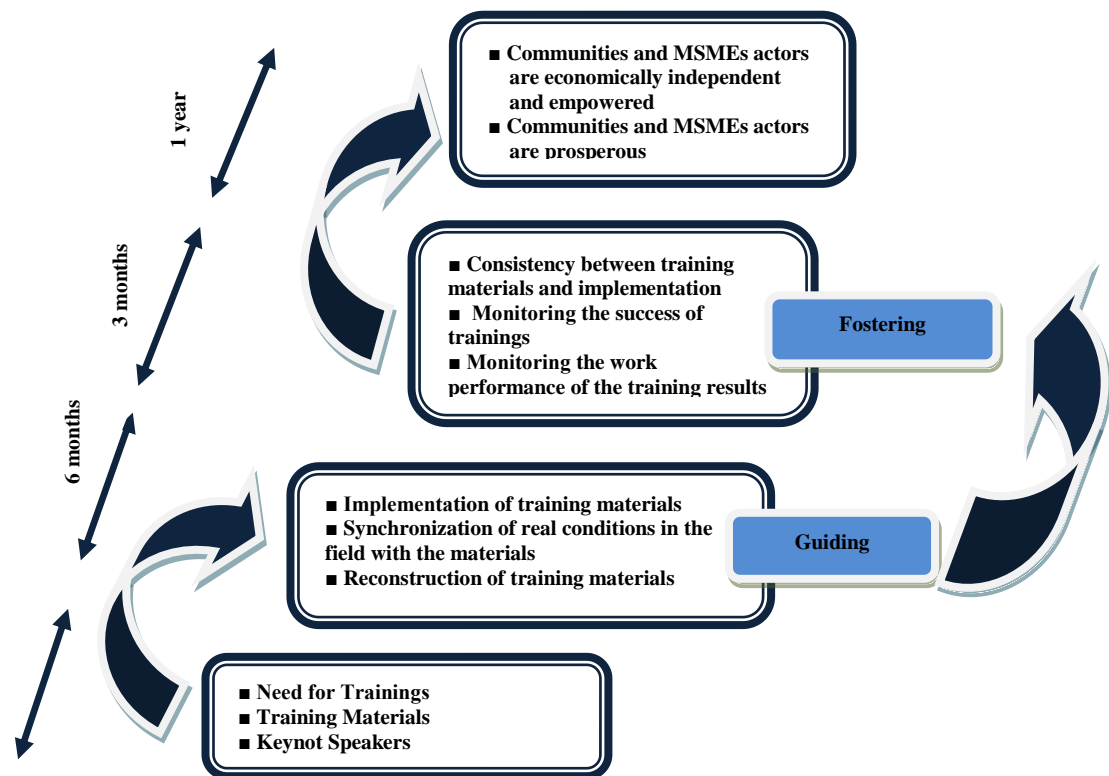 1 year
■ Communities and MSMEs actors
are economically independent
and empowered
■ Communities and MSMEs actors
are prosperous
3 months
■ Consistency between training
materials and implementation
■ Monitoring the success of
trainings
■ Monitoring the work
performance of the training results
Fostering
6 months
■ Implementation of training materials
■ Synchronization of real conditions in the
field with the materials
■ Reconstruction of training materials
Guiding
■ Need for Trainings
■ Training Materials
■ Keynot Speakers